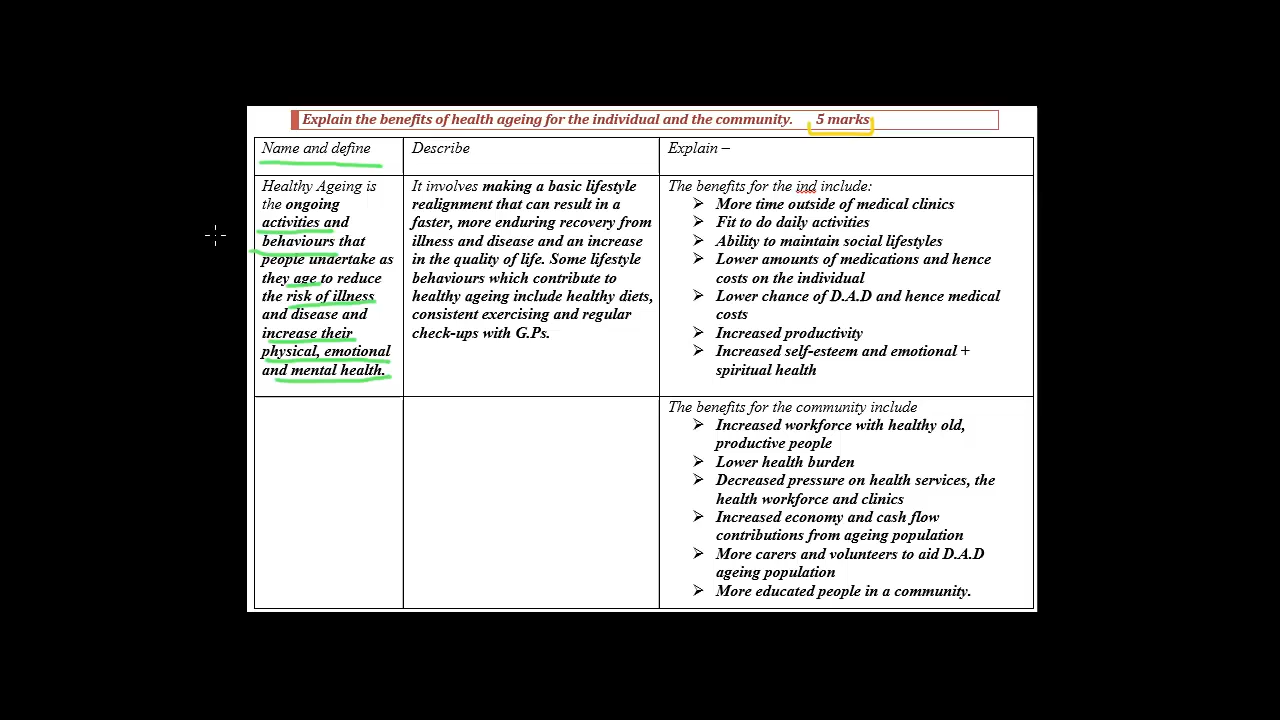 Explain the benefits of health ageing for the individual and the community. 5 marks
Name and define
Describe
Explain –
Healthy Ageing is
the ongoing
activities and
behaviours that
people undertake as
they age to reduce
the risk of illness
and disease and
increase their
physical, emotional
and mental health.
It involves making a basic lifestyle
realignment that can result in a
faster, more enduring recovery from
illness and disease and an increase
in the quality of life. Some lifestyle
behaviours which contribute to
healthy ageing include healthy diets,
consistent exercising and regular
check-ups with G.Ps.
The benefits for the ind include:
➢ More time outside of medical clinics
➢ Fit to do daily activities
➢ Ability to maintain social lifestyles
➢ Lower amounts of medications and hence
costs on the individual
➢ Lower chance of D.A.D and hence medical
costs
➢ Increased productivity
➢ Increased self-esteem and emotional +
spiritual health
The benefits for the community include
➢ Increased workforce with healthy old,
productive people
➢ Lower health burden
➢ Decreased pressure on health services, the
health workforce and clinics
➢ Increased economy and cash flow
contributions from ageing population
➢ More carers and volunteers to aid D.A.D
ageing population
➢ More educated people in a community.